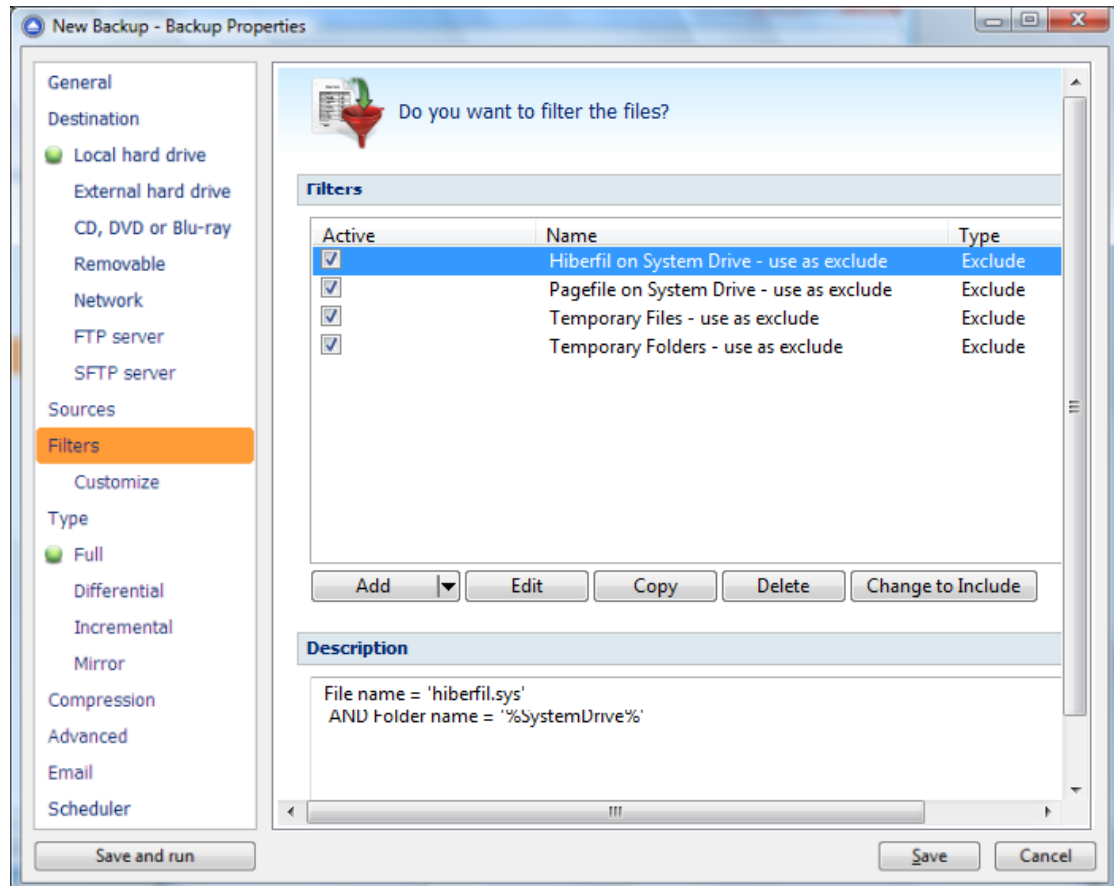 New Backup - Backup Properties
General
Destination
Local hard drive
External hard drive
CD, DVD or Blu-ray
Removable
Network
FTP server
SFTP server
Sources
Filters
Customize
Type
Full
Differential
Incremental
Mirror
Compression
Advanced
Email
Scheduler
Do you want to filter the files?
Filters
Active Name Type
Hiberfil on System Drive - use as exclude Exclude
Pagefile on System Drive - use as exclude Exclude
Temporary Files - use as exclude Exclude
Temporary Folders - use as exclude Exclude
Add Edit Copy Delete Change to Include
Description
File name = 'hiberfil.sys'
AND Folder name = '%SystemDrive%'
Save and run Save Cancel